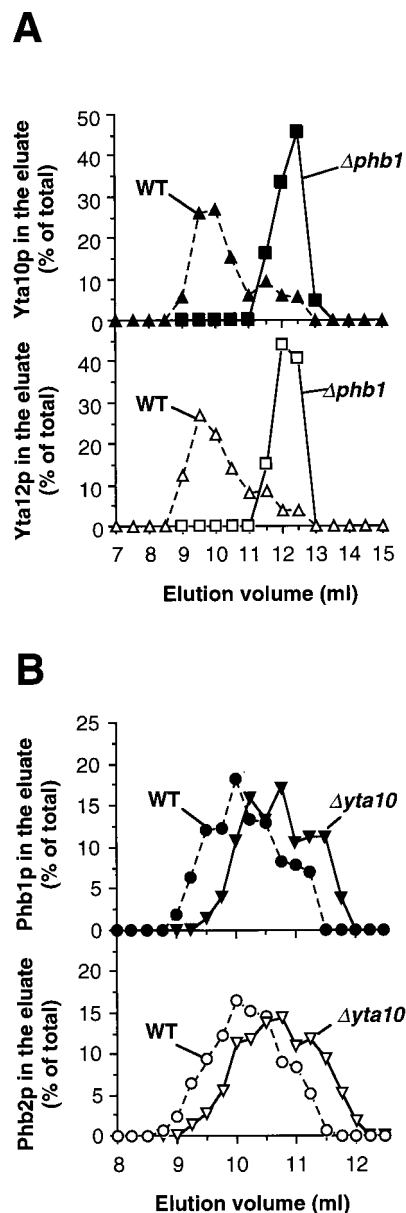 A
Yta10p in the eluate
(% of total)
50
40
30
20
10
0
WT
Δphb1
Yta12p in the eluate
(% of total)
40
30
20
10
0
WT
Δphb1
7 8 9 10 11 12 13 14 15
Elution volume (ml)
B
Phb1p in the eluate
(% of total)
25
20
15
10
5
0
WT
Δyta10
Phb2p in the eluate
(% of total)
20
15
10
5
0
WT
Δyta10
8 9 10 11 12
Elution volume (ml)